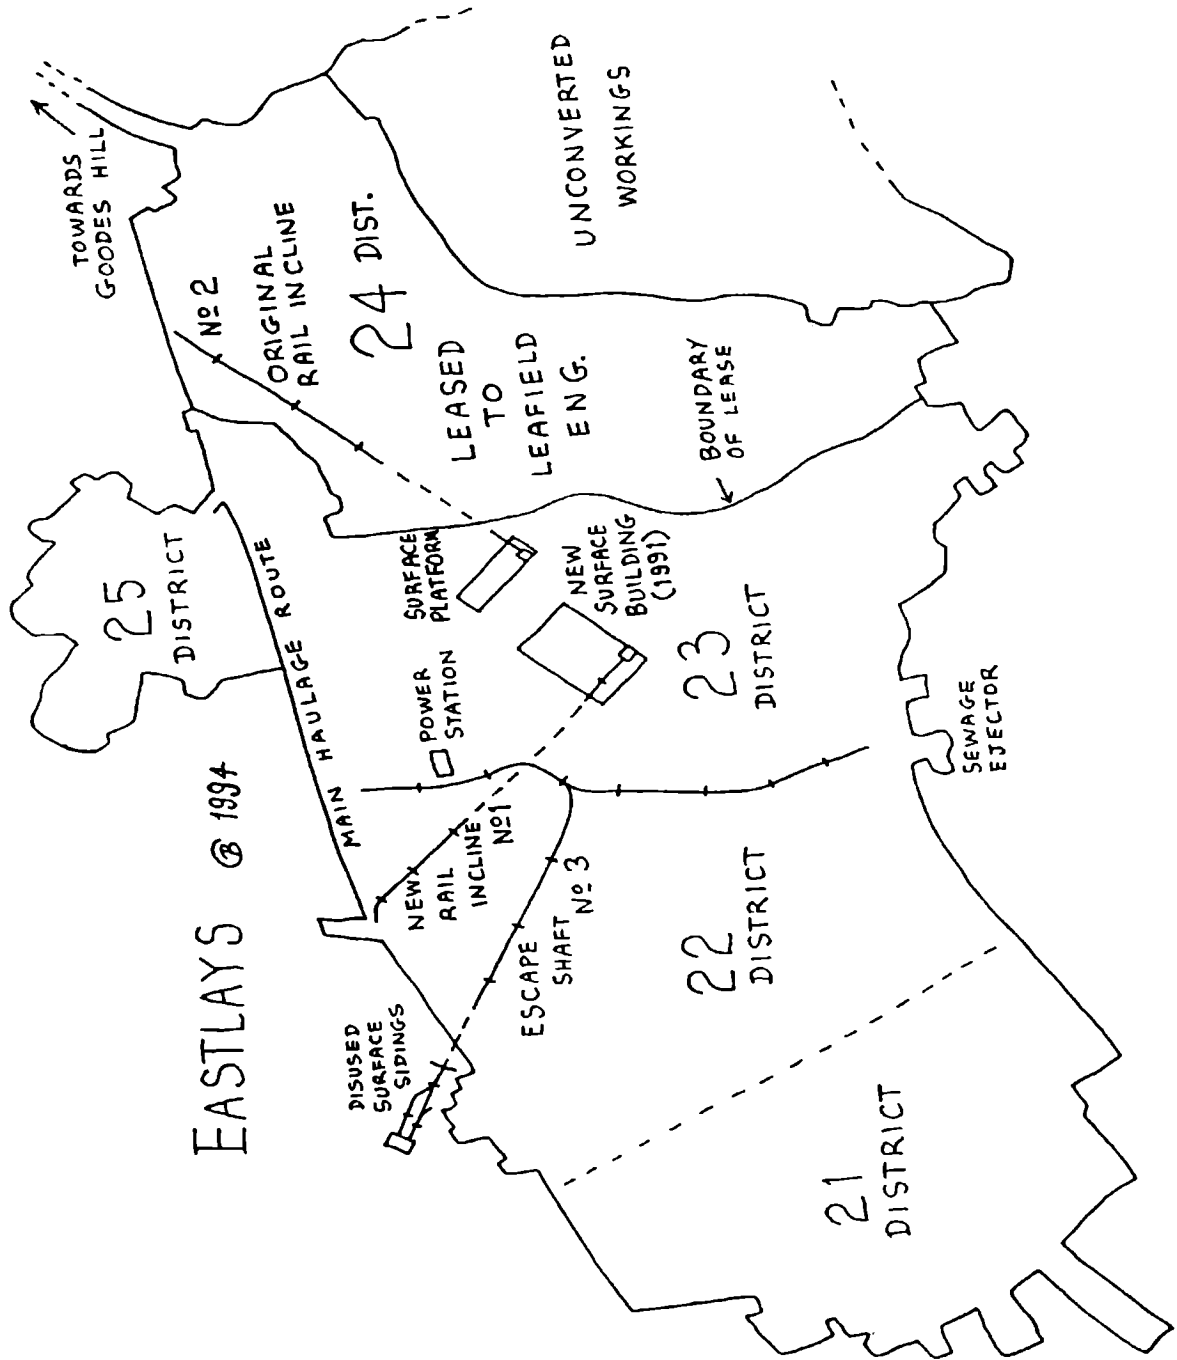 EASTLAYS @ 1994
TOWARDS
GOODES HILL
25
DISTRICT
MAIN HAULAGE ROUTE
No 2
ORIGINAL
RAIL INCLINE
24 DIST.
LEASED
TO
LEAFIELD
ENG.
UNCONVERTED
WORKINGS
BOUNDARY
OF LEASE
SURFACE
PLATFORM
NEW
SURFACE
BUILDING
(1991)
POWER
STATION
23
DISTRICT
SEWAGE
EJECTOR
NEW
RAIL
INCLINE
No1
ESCAPE
SHAFT
No 3
DISUSED
SURFACE
SIDINGS
22
DISTRICT
21
DISTRICT